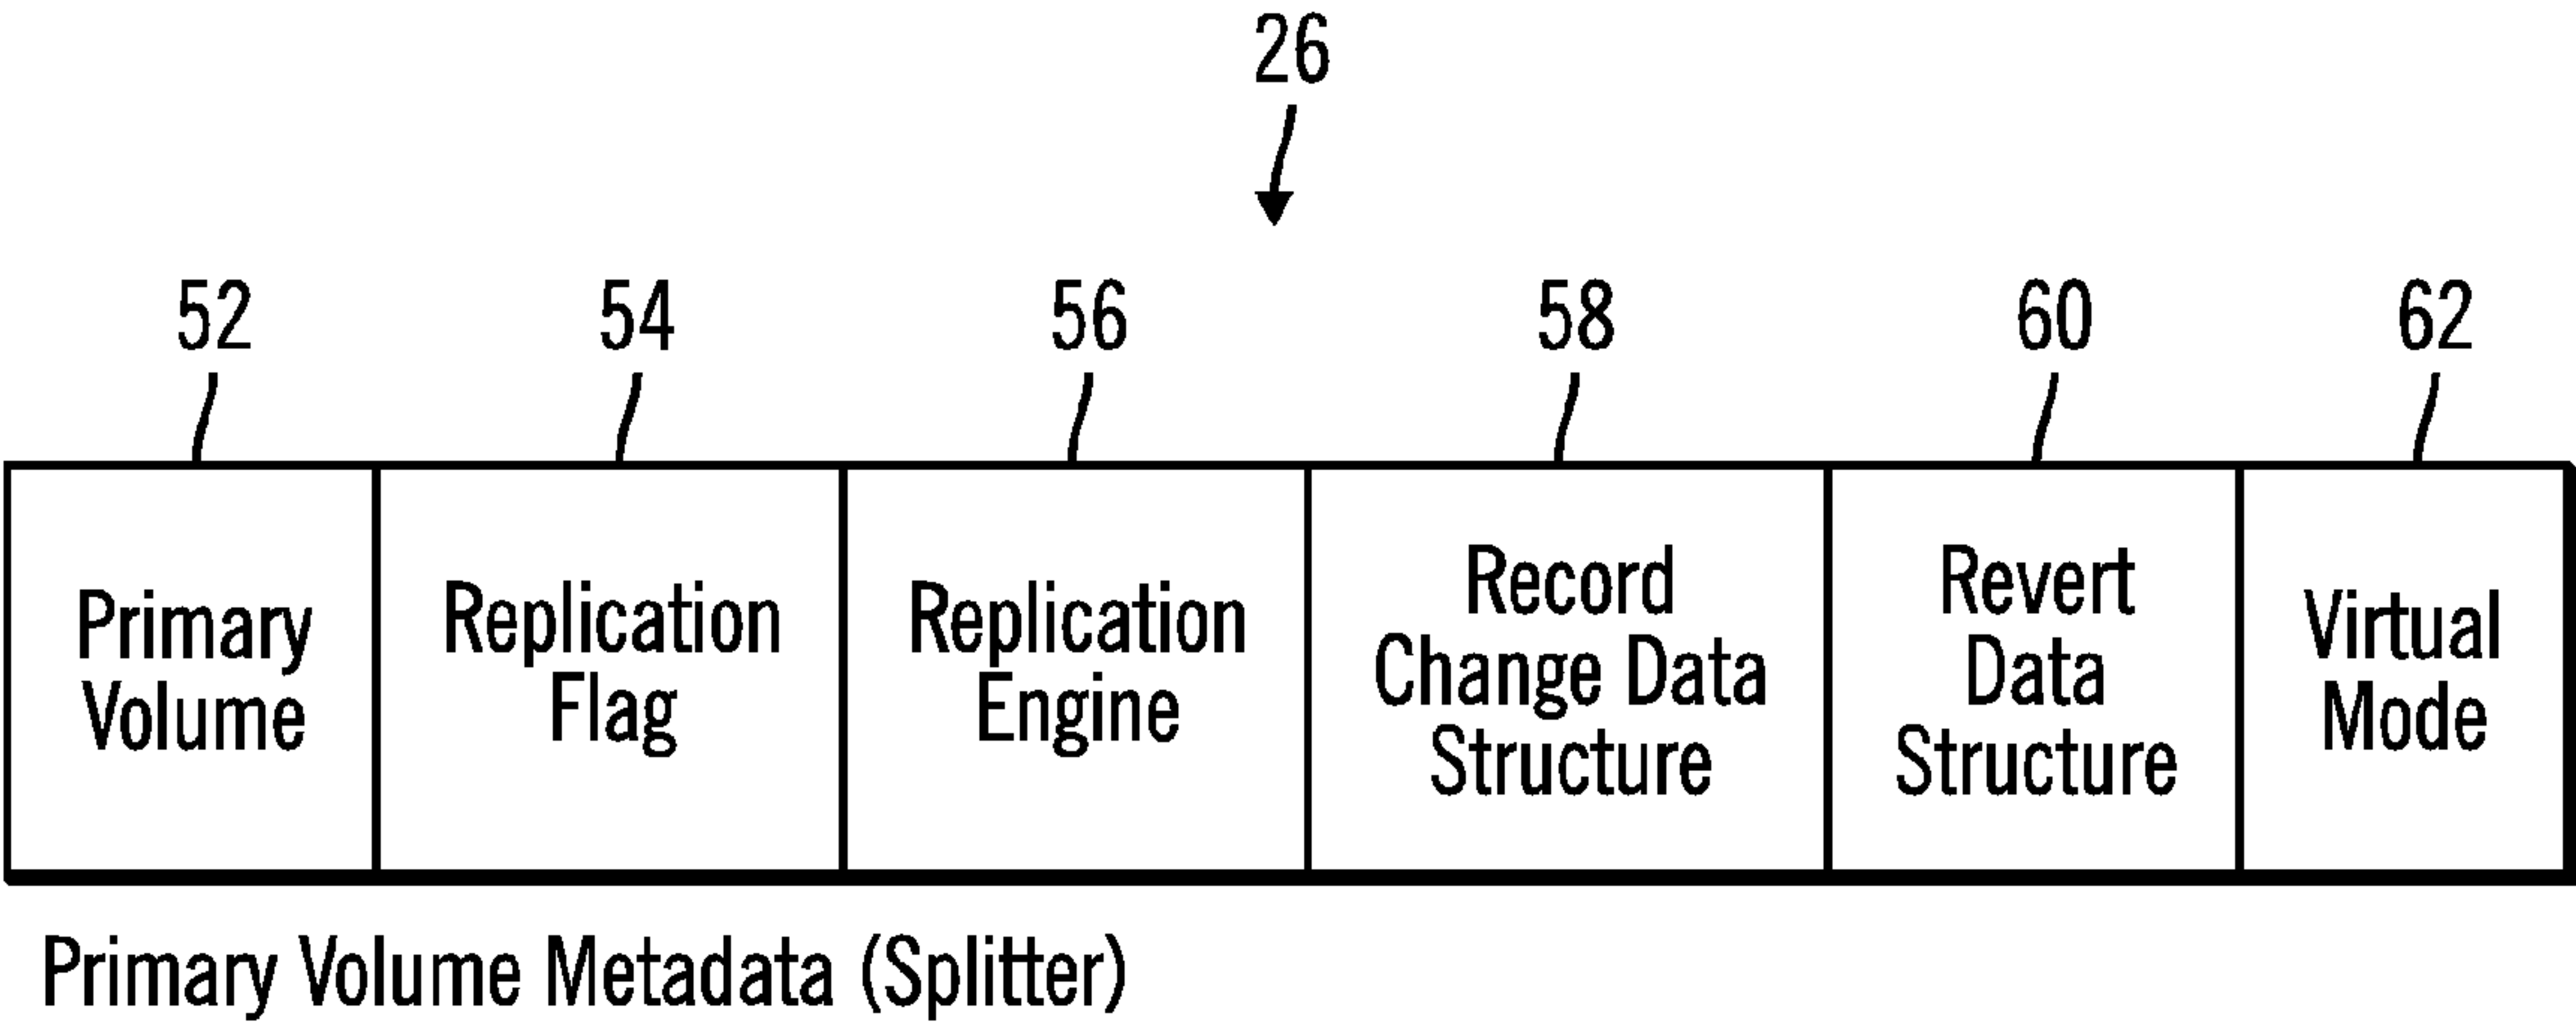 26
52 54 56 58 60 62
Primary
Volume
Replication
Flag
Replication
Engine
Record
Change Data
Structure
Revert
Data
Structure
Virtual
Mode
Primary Volume Metadata (Splitter)